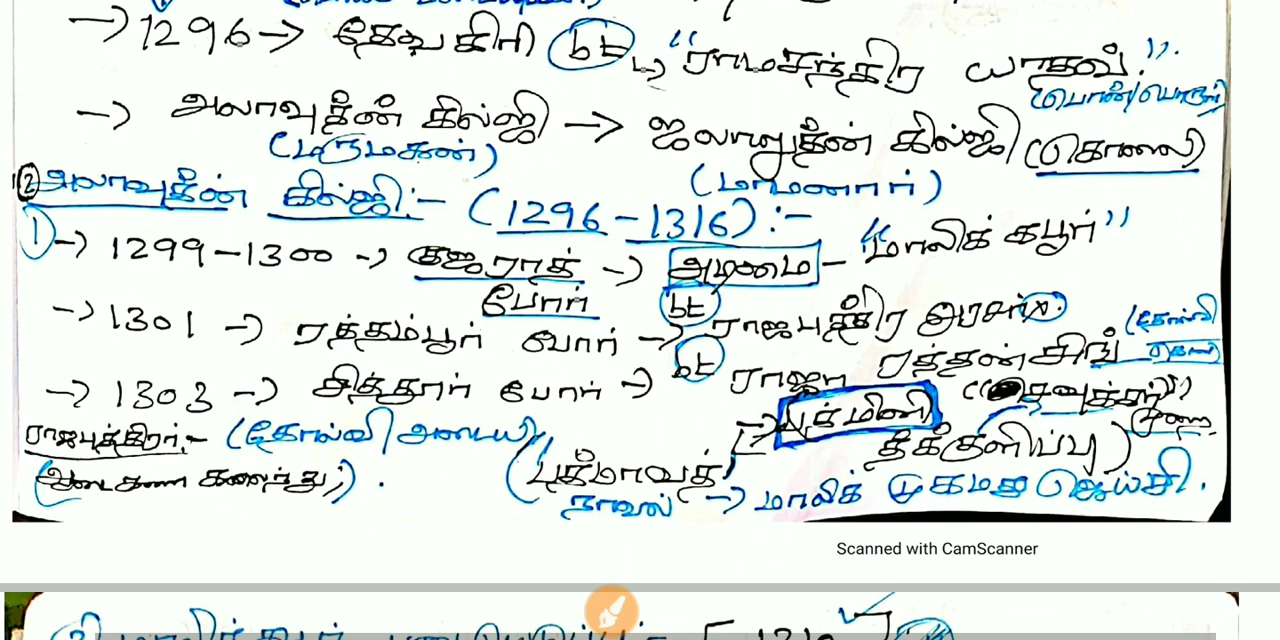 → 1296 → தேவகிரி bt → "ராமசந்திர யாதவ்".
(பொன்/பொருள்)
→ அலாவுதீன் கில்ஜி → ஜலாலுதீன் கில்ஜி (கொலை)
(மருமகன்) (மாமனார்)
② அலாவுதீன் கில்ஜி:- (1296-1316):-
① → 1299-1300 → குஜராத் போர் → அடிமை - "மாலிக் கபூர்"
→ 1301 → ரத்தம்பூர் போர் bt → ராஜபுத்திர அரசர்
→ 1303 → சித்தூர் போர் → bt ராஜா ரத்தன்சிங் (தோல்வி
→ பத்மினி
ராஜபுத்திரர்:- (தோல்வி அடைய) தீக்குளிப்பு)
(பத்மாவத்
நாவல் → மாலிக் முகமது ஜெய்சி.
Scanned with CamScanner